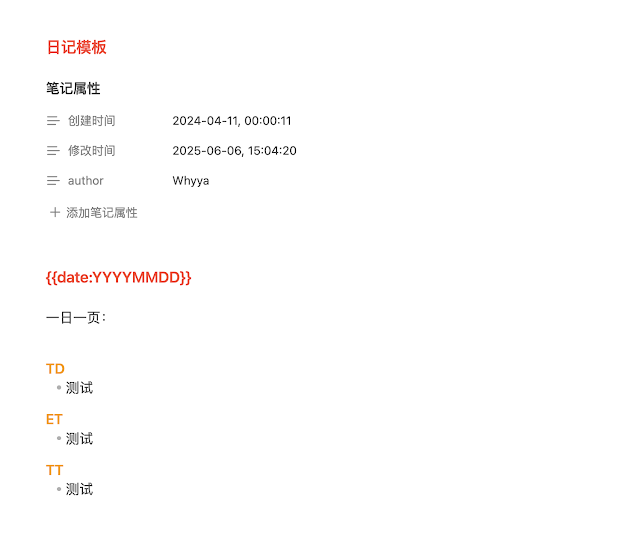 日记模板
笔记属性
创建时间 2024-04-11, 00:00:11
修改时间 2025-06-06, 15:04:20
author Whyya
添加笔记属性
{{date:YYYYMMDD}}
一日一页：
TD
• 测试
ET
• 测试
TT
• 测试